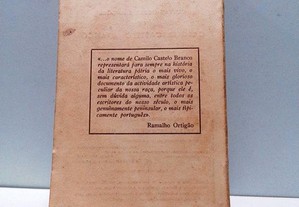 «...o nome de Camilo Castelo Branco
representará para sempre na história
da literatura pátria o mais vivo, o
mais característico, o mais glorioso
documento da actividade artística pe-
culiar da nossa raça, porque ele é,
sem dúvida alguma, entre todos os
escritores do nosso século, o mais
genuinamente peninsular, o mais tipi-
camente português».
Ramalho Ortigão